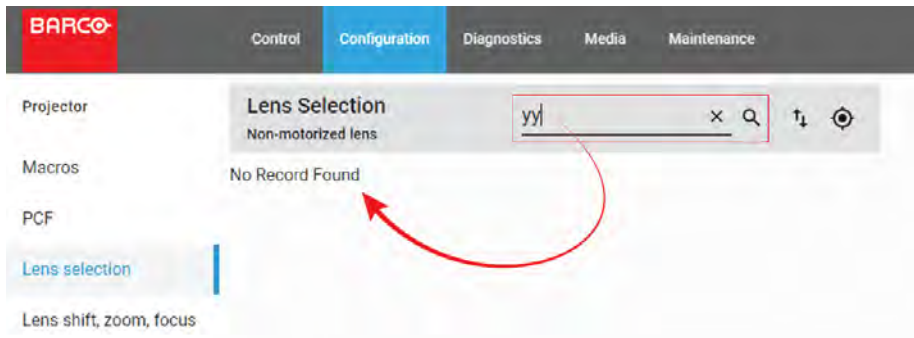 BARCO
Control Configuration Diagnostics Media Maintenance
Projector
Lens Selection
Non-motorized lens
yy
Macros
No Record Found
PCF
Lens selection
Lens shift, zoom, focus